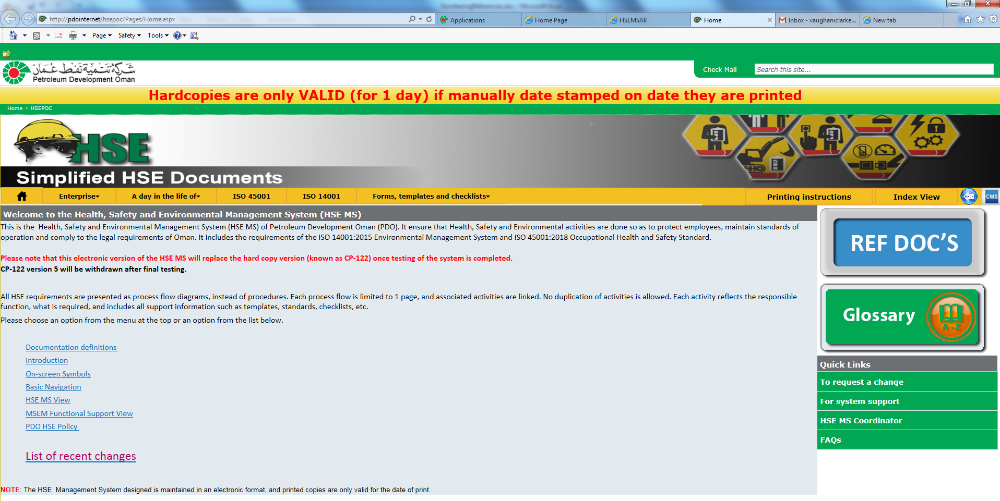 http://pdointernet/hsepoc/Pages/Home.aspx
Applications
Home Page
HSEMSAll
Home
Inbox - vaughaniclarke...
New tab
Page
Safety
Tools
شركة تنمية نفط عمان
Petroleum Development Oman
Check Mail
Search this site...
Hardcopies are only VALID (for 1 day) if manually date stamped on date they are printed
Home > HSEPOC
HSE
Simplified HSE Documents
Enterprise
A day in the life of
ISO 45001
ISO 14001
Forms, templates and checklists
Printing instructions
Index View
BACK
CMS
Welcome to the Health, Safety and Environmental Management System (HSE MS)
This is the Health, Safety and Environmental Management System (HSE MS) of Petroleum Development Oman (PDO). It ensure that Health, Safety and Environmental activities are done so as to protect employees, maintain standards of
operation and comply to the legal requirements of Oman. It includes the requirements of the ISO 14001:2015 Environmental Management System and ISO 45001:2018 Occupational Health and Safety Standard.
Please note that this electronic version of the HSE MS will replace the hard copy version (known as CP-122) once testing of the system is completed.
CP-122 version 5 will be withdrawn after final testing.
All HSE requirements are presented as process flow diagrams, instead of procedures. Each process flow is limited to 1 page, and associated activities are linked. No duplication of activities is allowed. Each activity reflects the responsible
function, what is required, and includes all support information such as templates, standards, checklists, etc.
Please choose an option from the menu at the top or an option from the list below.
Documentation definitions
Introduction
On-screen Symbols
Basic Navigation
HSE MS View
MSEM Functional Support View
PDO HSE Policy
List of recent changes
NOTE: The HSE Management System designed is maintained in an electronic format, and printed copies are only valid for the date of print.
REF DOC’S
Glossary
A-Z
Quick Links
To request a change
For system support
HSE MS Coordinator
FAQs